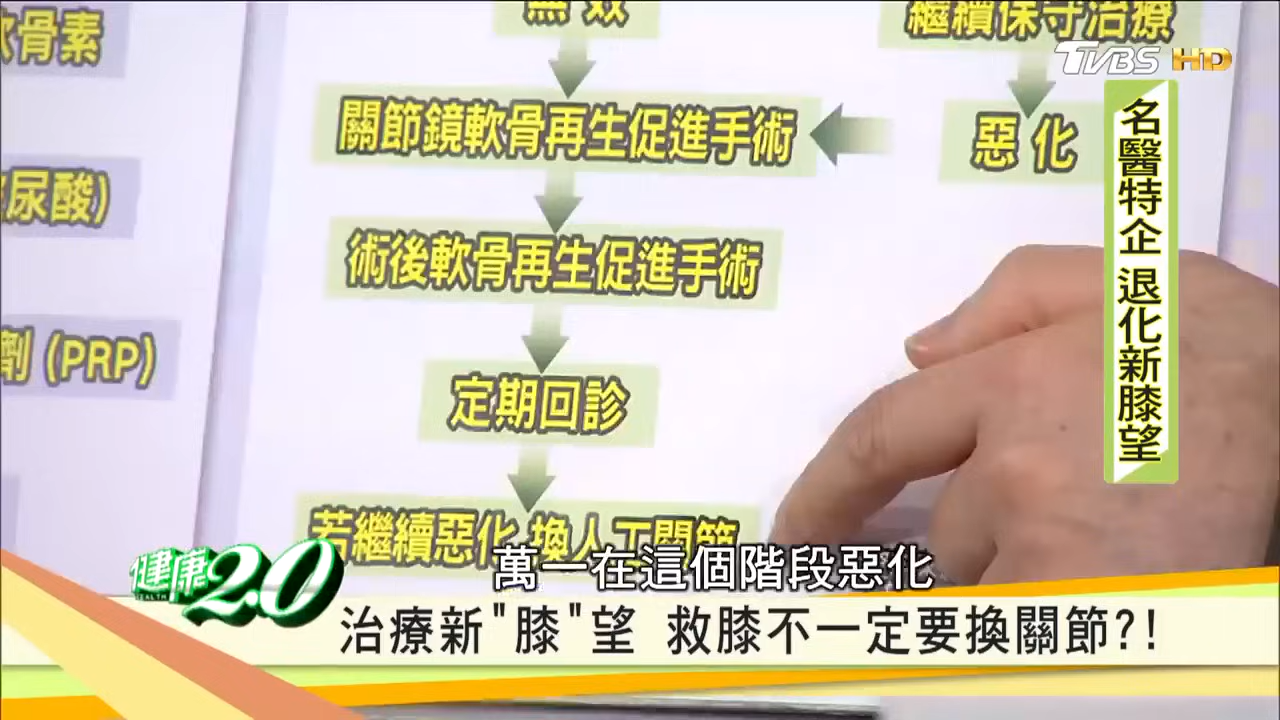 軟骨素
尿酸)
劑 (PRP)
無效
繼續保守治療
關節鏡軟骨再生促進手術
惡化
術後軟骨再生促進手術
定期回診
若繼續惡化,換人工關節
TVBS HD
名醫特企 退化新膝望
萬一在這個階段惡化
健康2.0
HEALTH
治療新"膝"望 救膝不一定要換關節?!